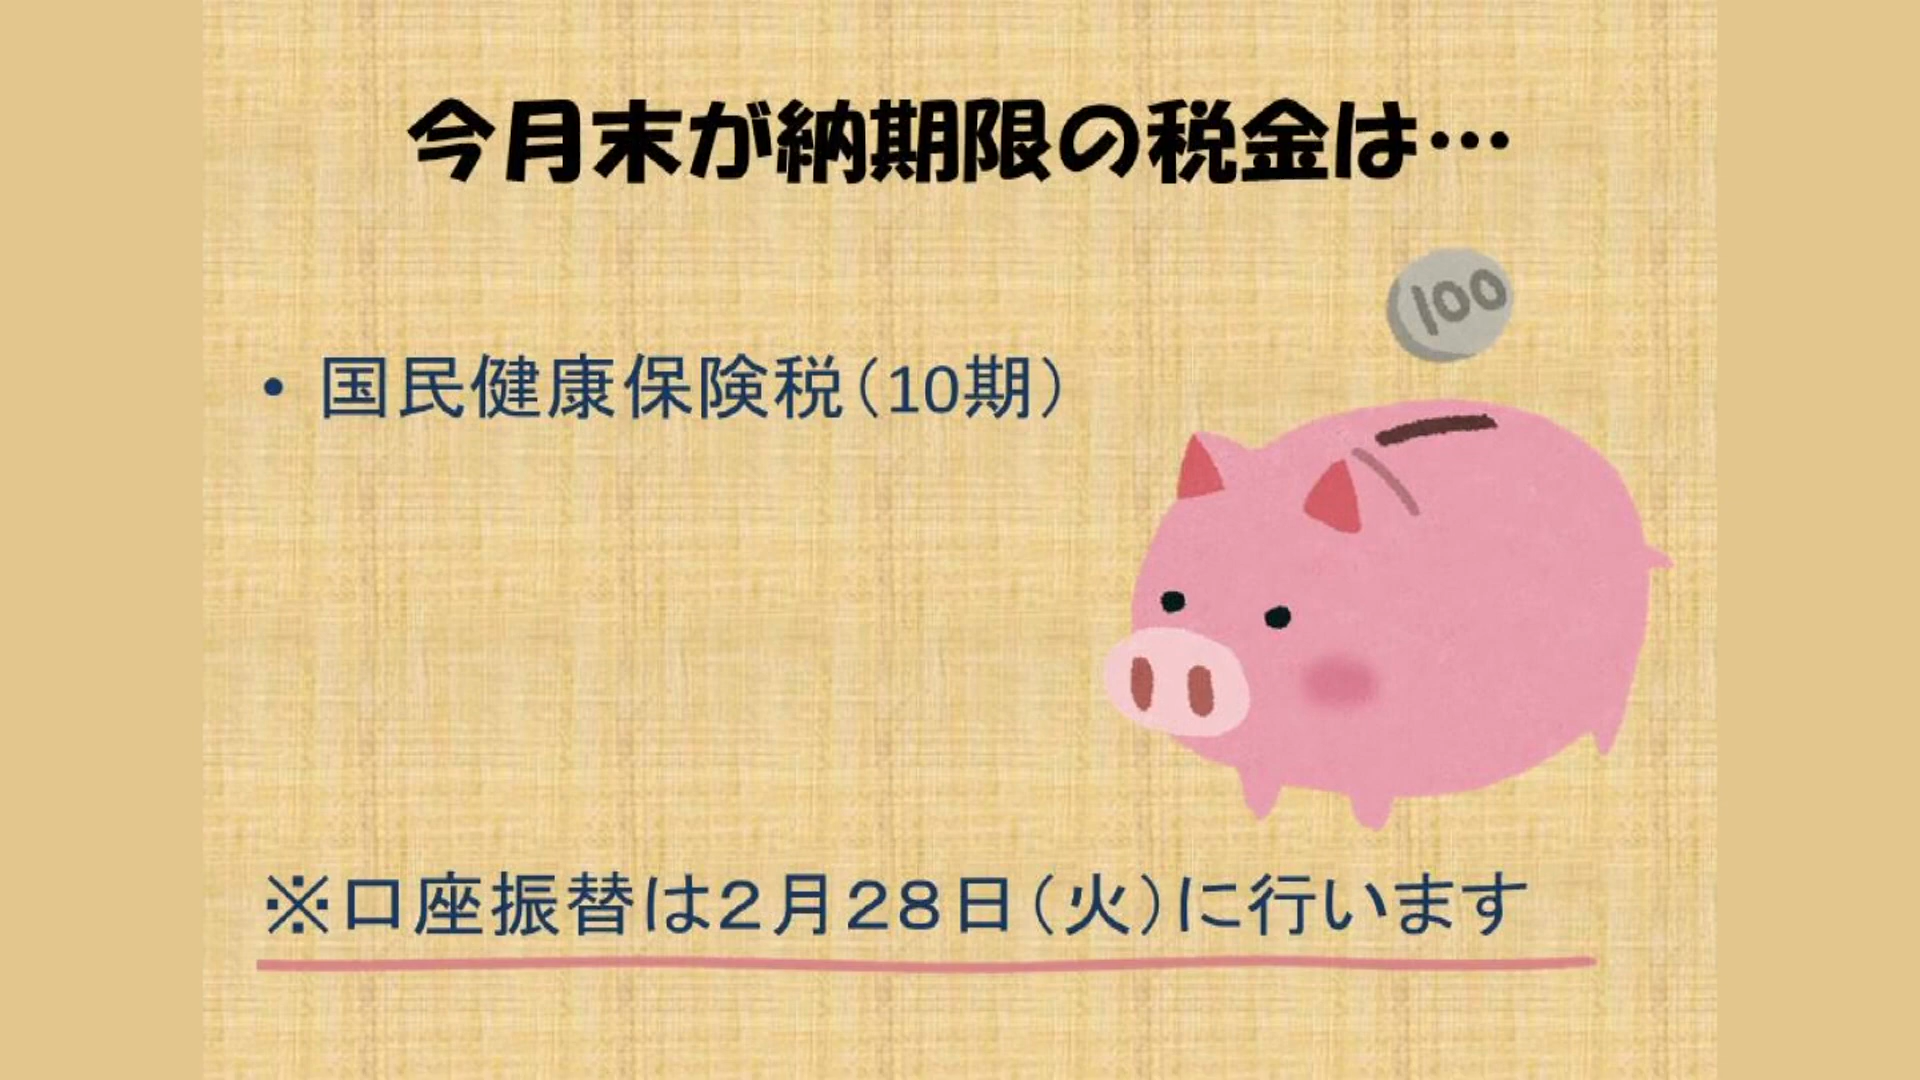 今月末が納期限の税金は…
100
• 国民健康保険税（10期）
※口座振替は２月２８日（火）に行います